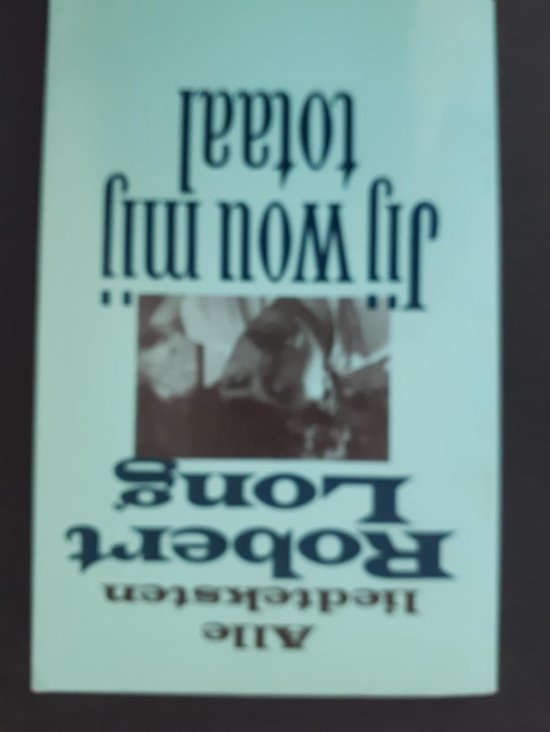 Alle
liedteksten
Robert
Long
Jij wou mij
totaal